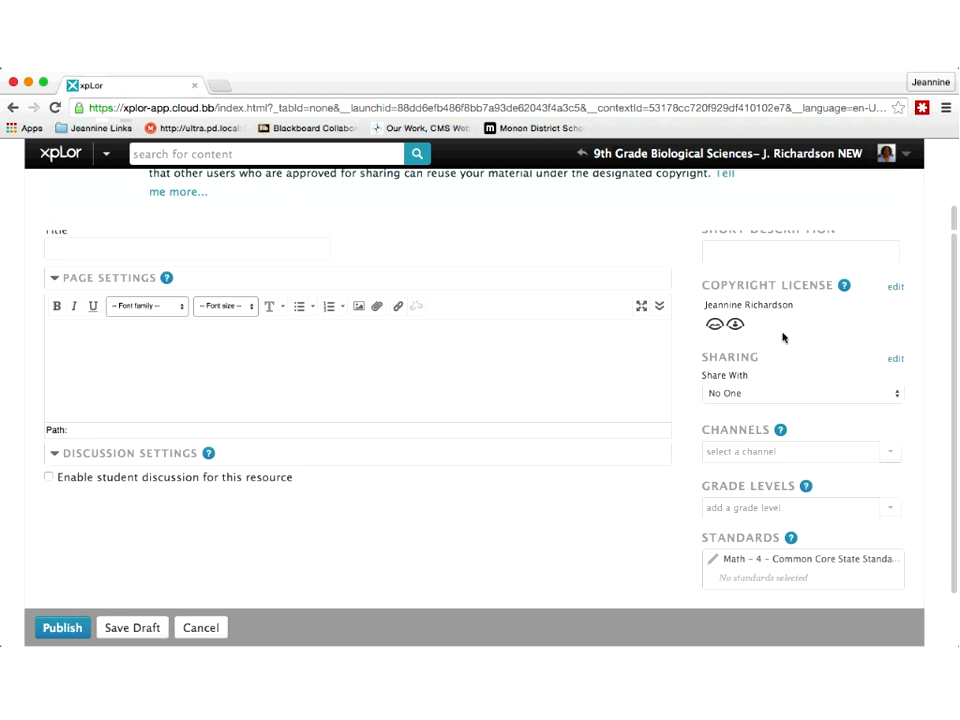 xpLor
Jeannine
https://xplor-app.cloud.bb/index.html?_tabId=none&__launchid=88dd6efb486f8bb7a93de62043f4a3c5&__contextId=53178cc720f929df410102e7&__language=en-U...
Apps Jeannine Links http://ultra.pd.local: Blackboard Collabo Our Work, CMS Web M Monon District Scho
xpLor search for content 9th Grade Biological Sciences– J. Richardson NEW
that other users who are approved for sharing can reuse your material under the designated copyright. Tell
me more...
Title
SHORT DESCRIPTION
PAGE SETTINGS ?
COPYRIGHT LICENSE ? edit
B I U -- Font family -- -- Font size -- T
Jeannine Richardson
SHARING edit
Share With
No One
Path:
CHANNELS ?
select a channel
DISCUSSION SETTINGS ?
Enable student discussion for this resource
GRADE LEVELS ?
add a grade level
STANDARDS ?
Math – 4 – Common Core State Standa...
No standards selected
Publish Save Draft Cancel